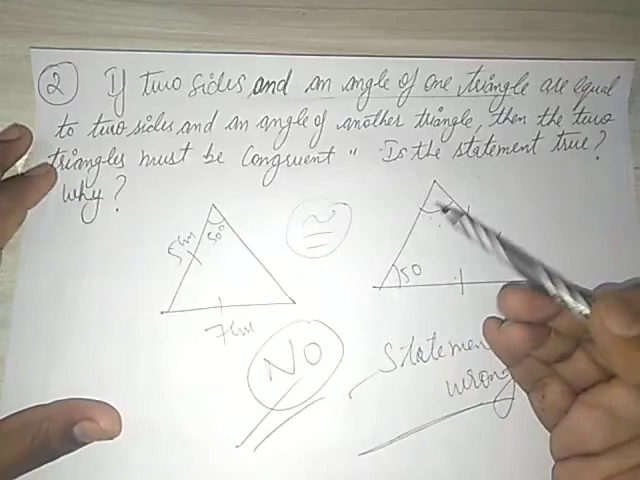 ② If two sides and an angle of one triangle are equal
to two sides and an angle of another triangle, then the two
triangles must be congruent " Is the statement true?
why?
5cm
50°
≅
50
7cm
NO
Statemen
wrong